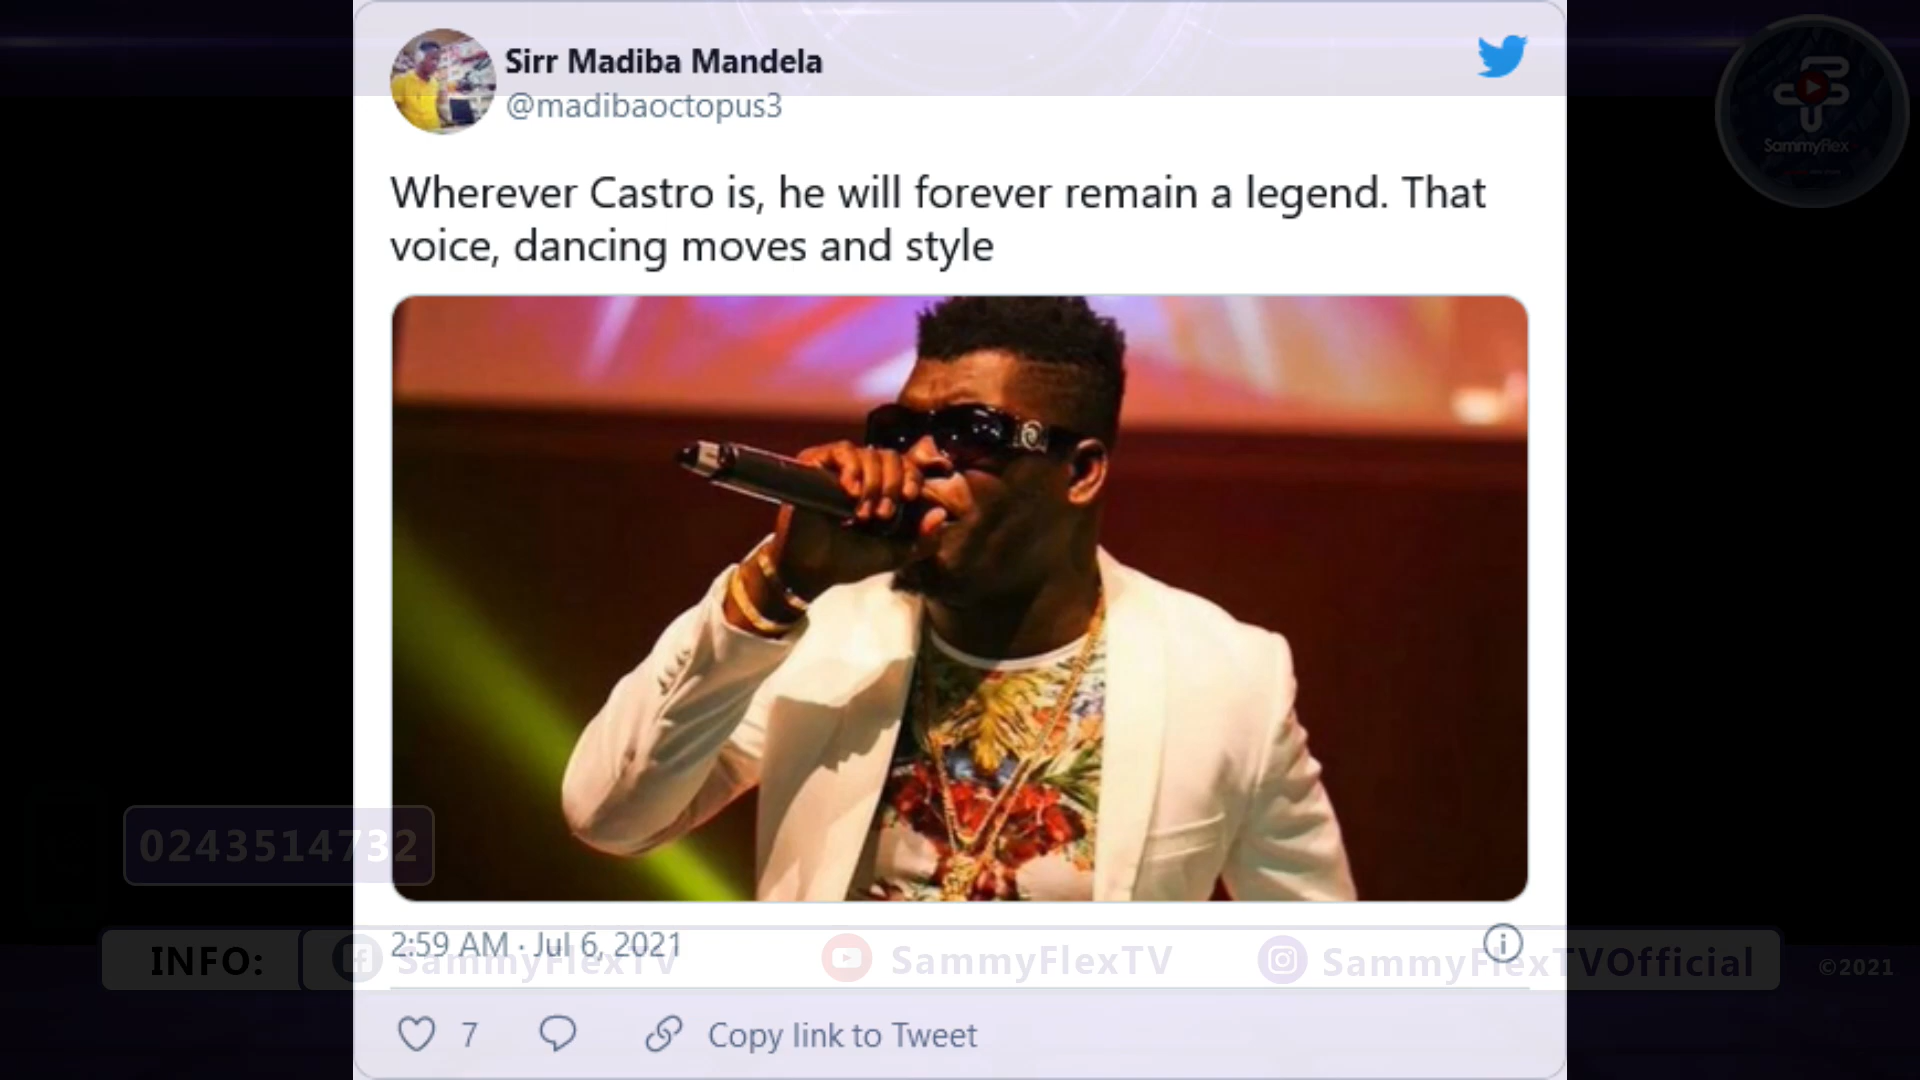 Sirr Madiba Mandela
@madibaoctopus3
SammyFlex
Wherever Castro is, he will forever remain a legend. That
voice, dancing moves and style
0243514732
2:59 AM · Jul 6, 2021
INFO:
SammyFlexTV
SammyFlexTV
SammyFlexTVOfficial
©2021
7
Copy link to Tweet